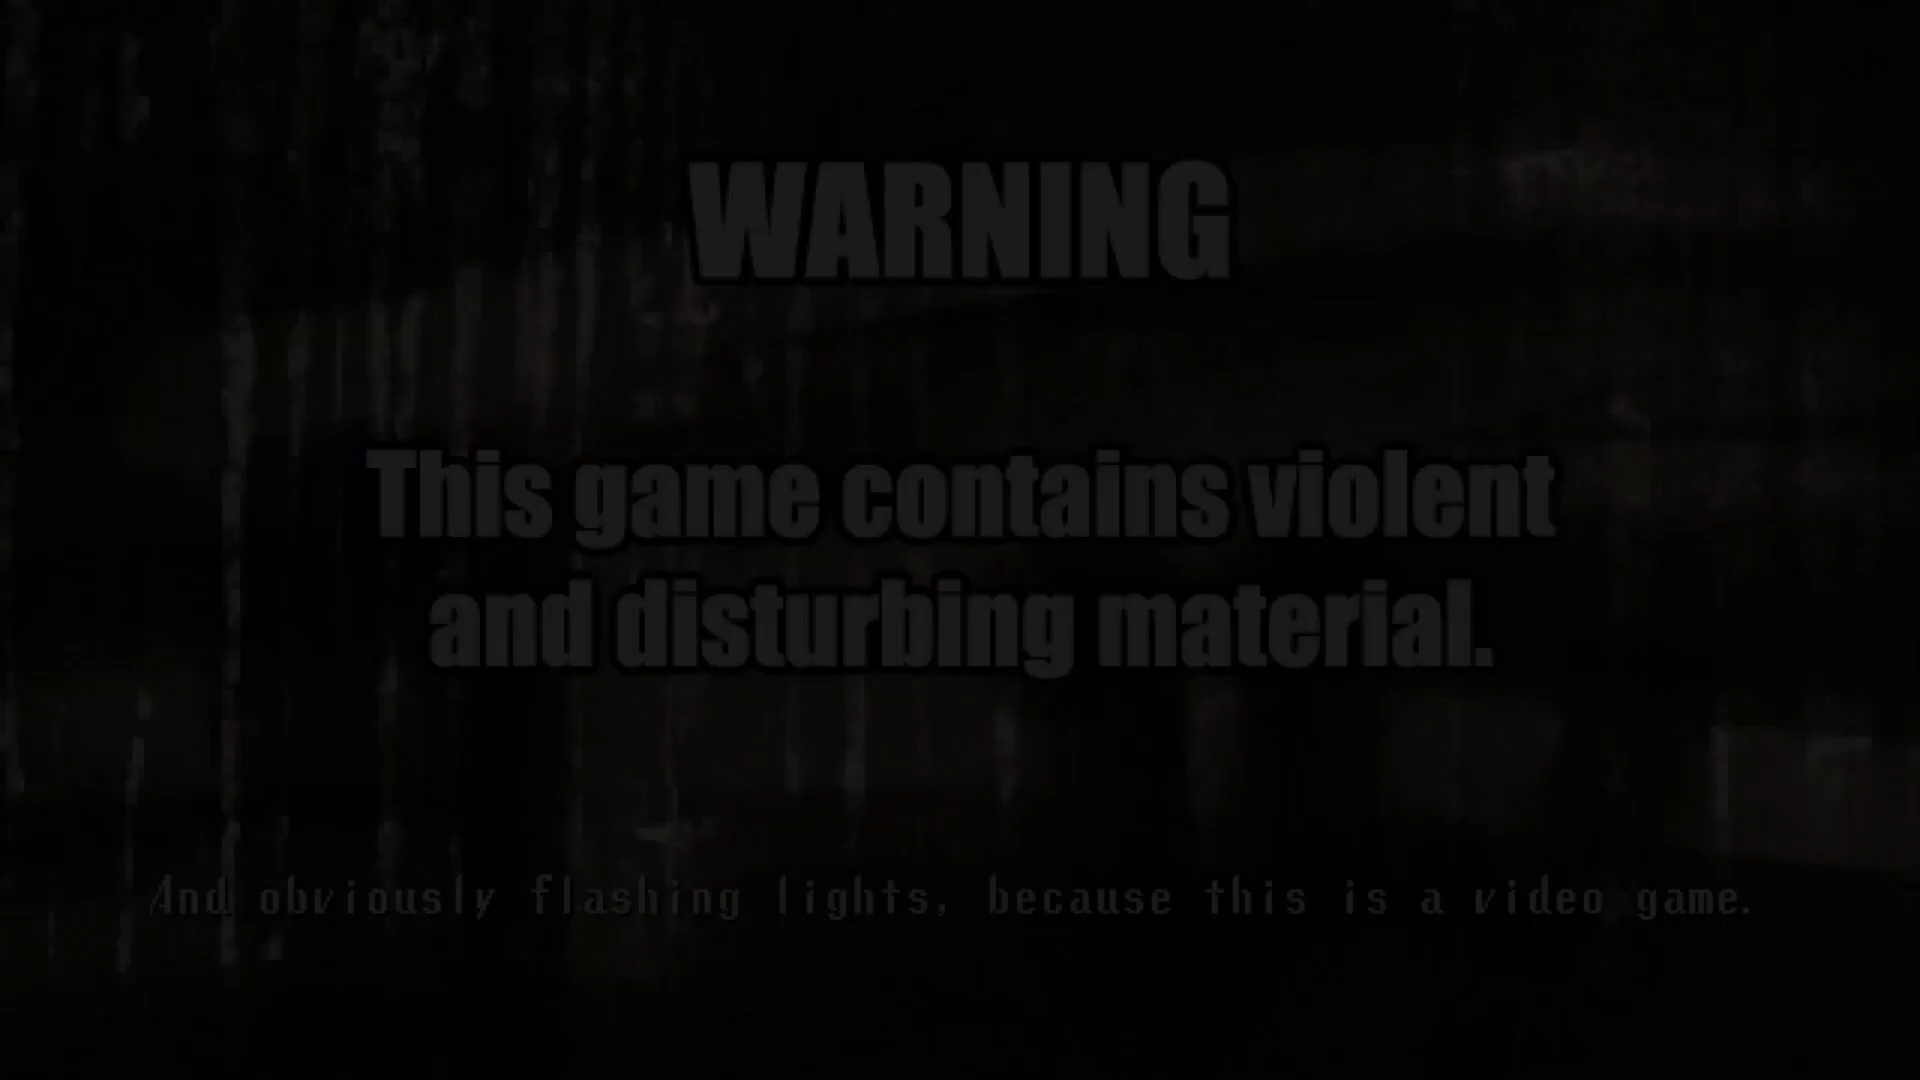 WARNING
This game contains violent
and disturbing material.
And obviously flashing lights, because this is a video game.